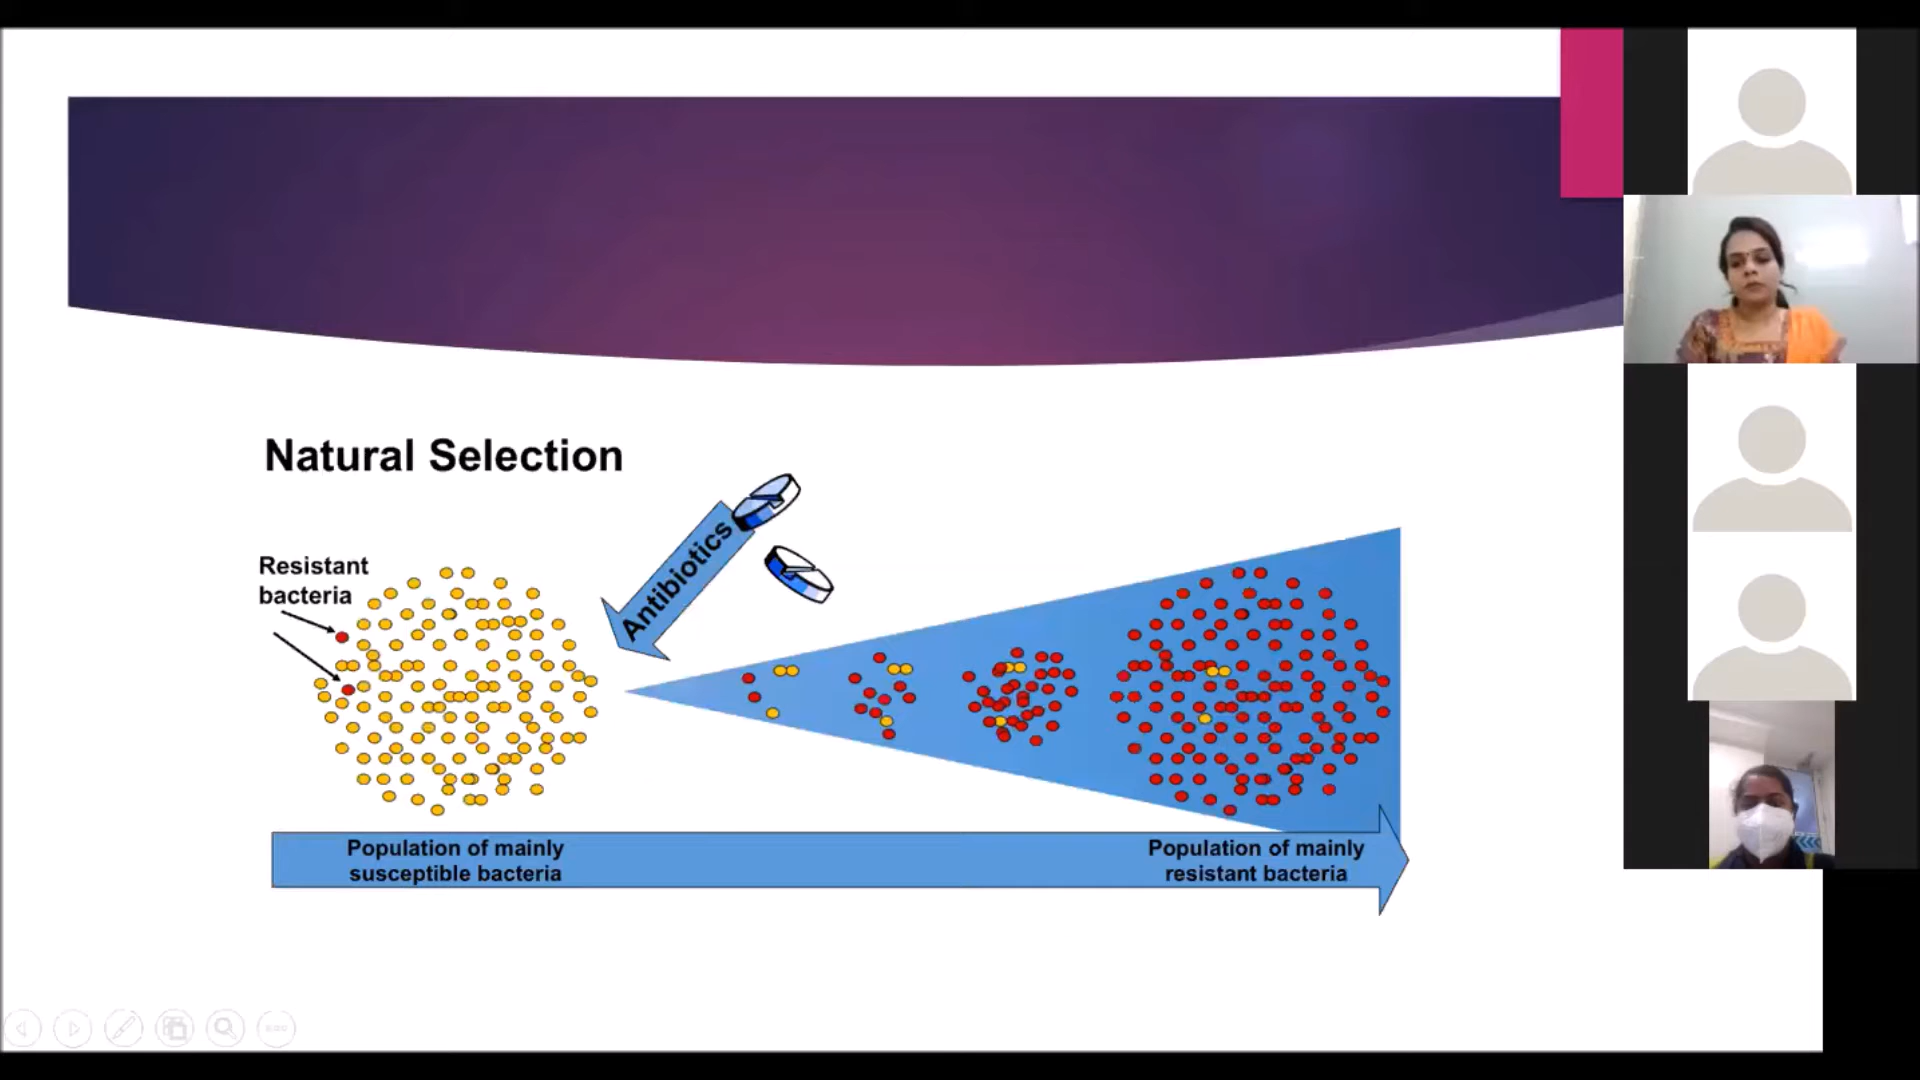 Natural Selection
Resistant
bacteria
Antibiotics
Population of mainly
susceptible bacteria
Population of mainly
resistant bacteria